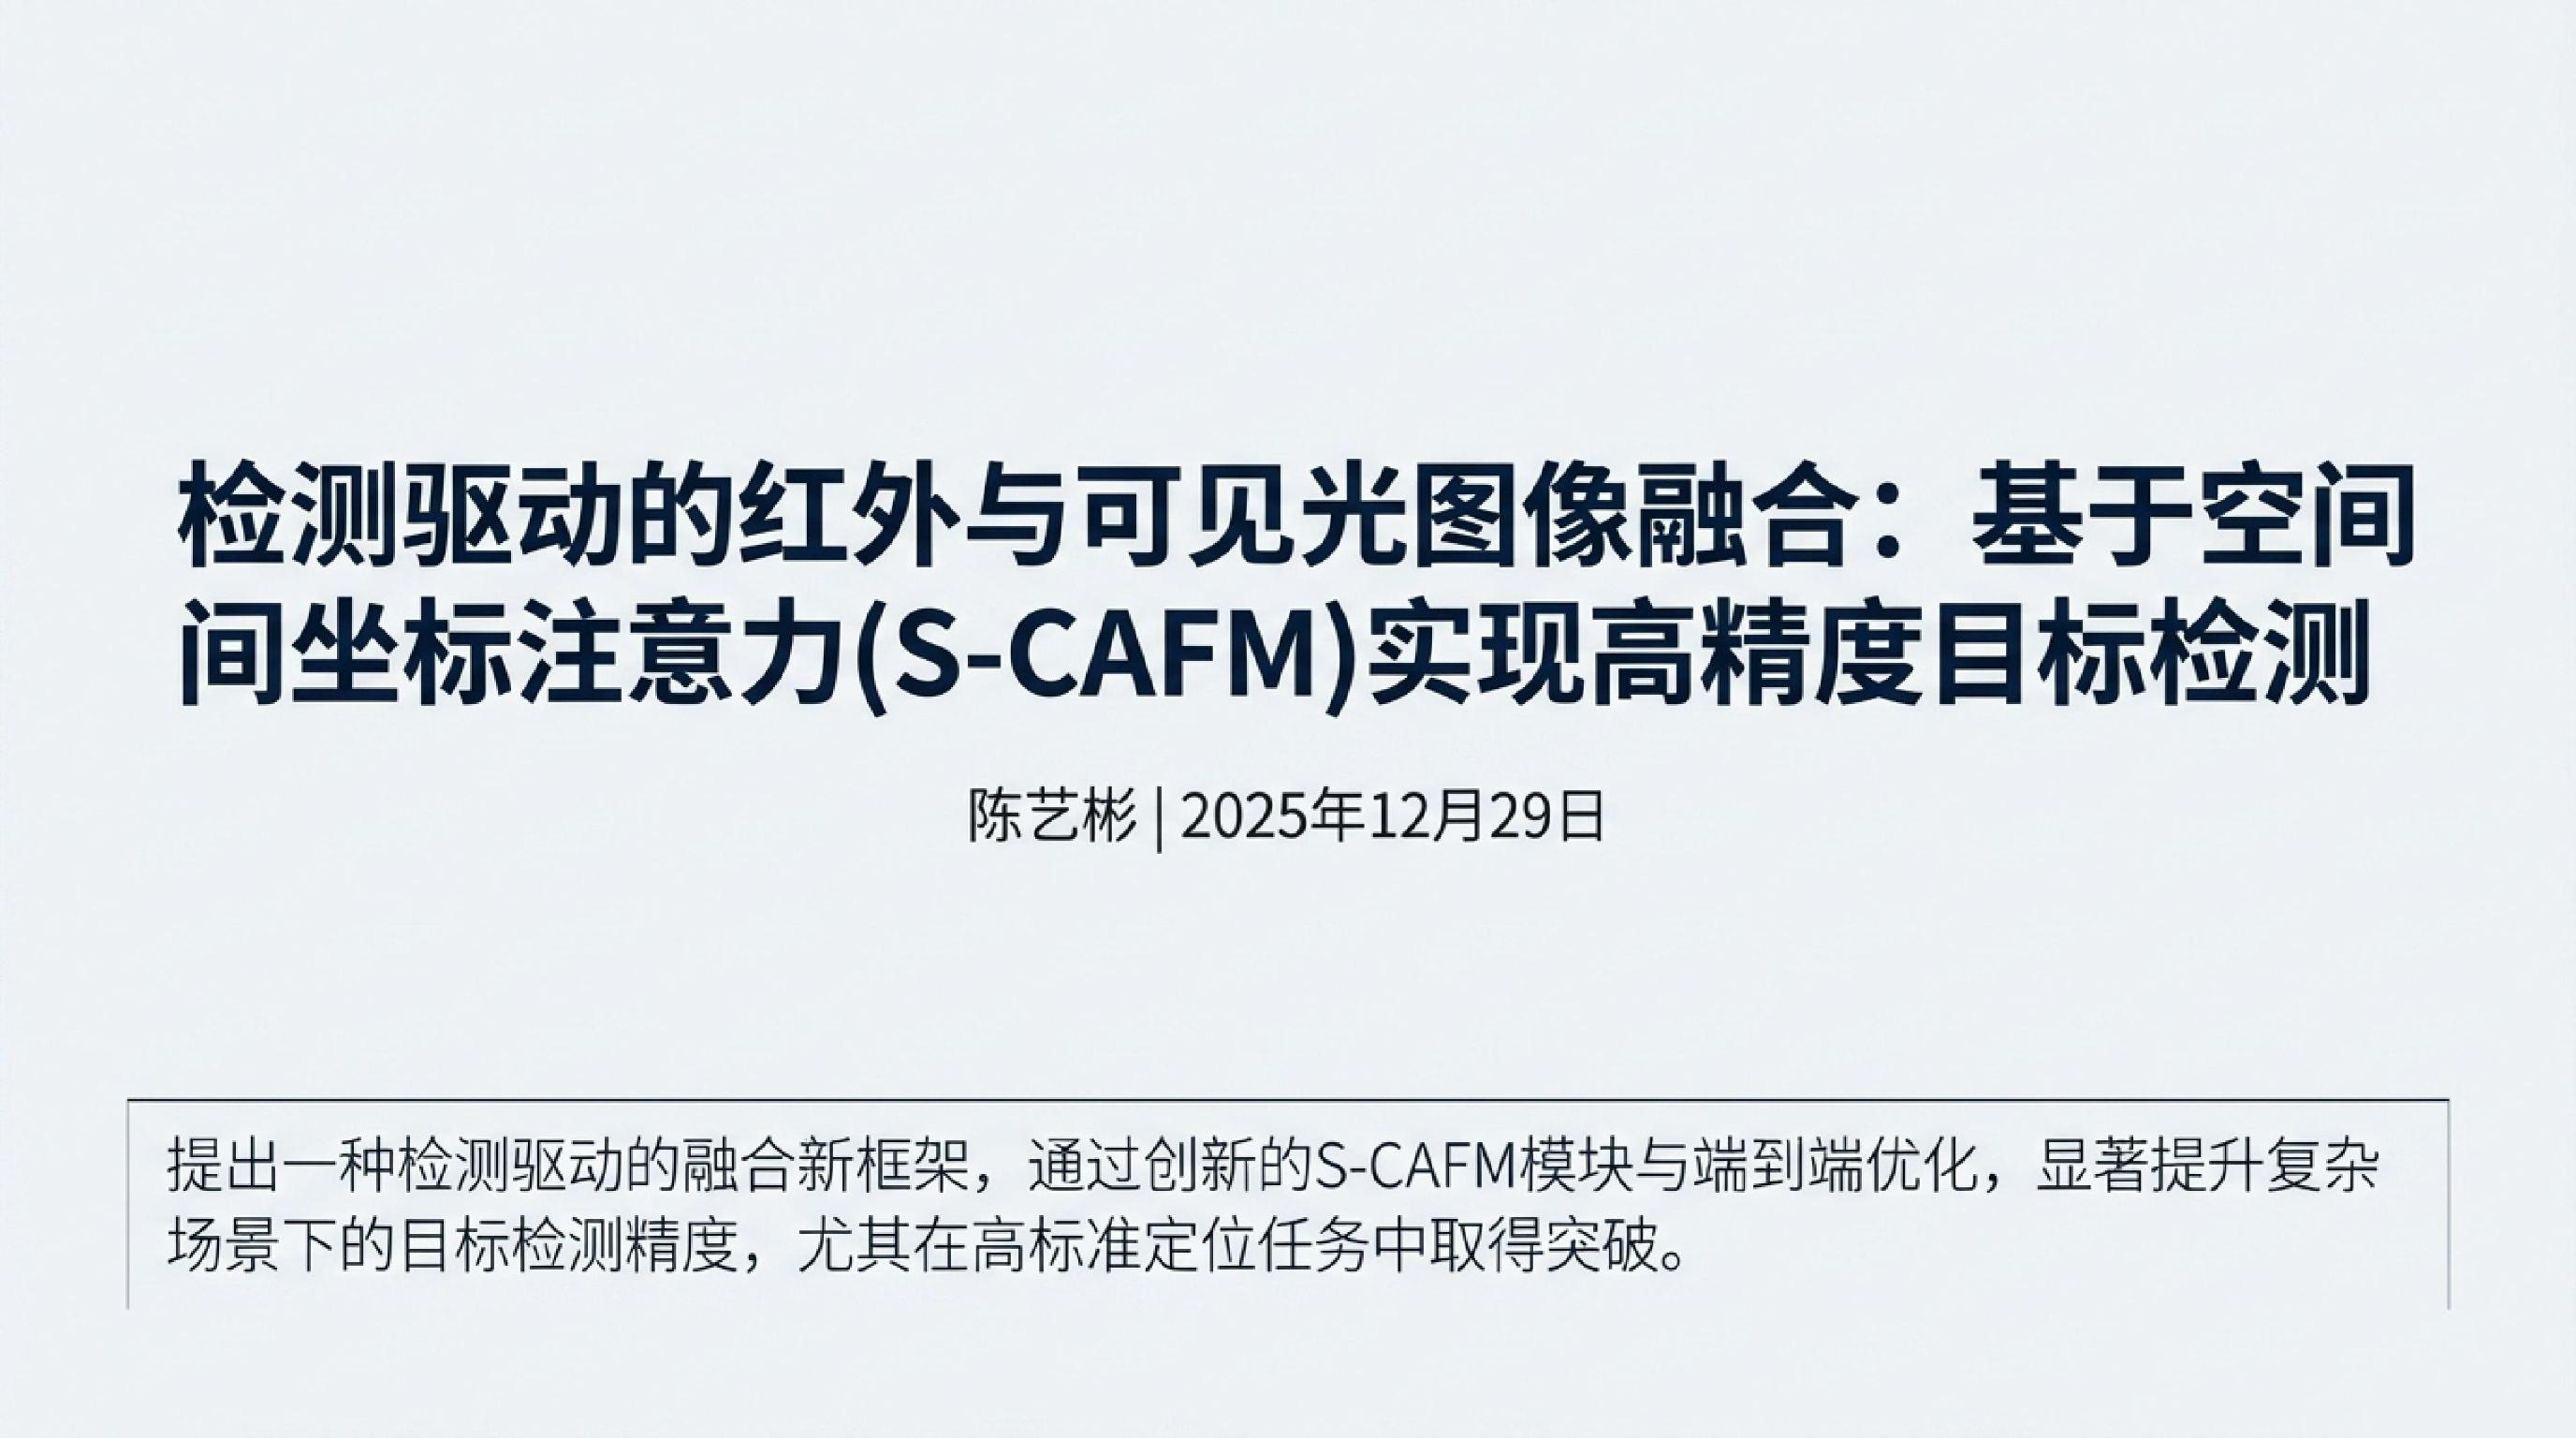 检测驱动的红外与可见光图像融合：基于空间
间坐标注意力(S-CAFM)实现高精度目标检测
陈艺彬 | 2025年12月29日
提出一种检测驱动的融合新框架，通过创新的S-CAFM模块与端到端优化，显著提升复杂
场景下的目标检测精度，尤其在高标准定位任务中取得突破。